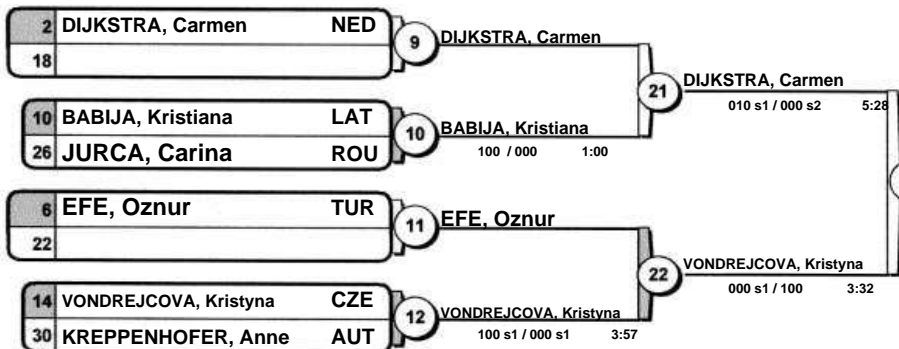 2 DIJKSTRA, Carmen NED
18
9
DIJKSTRA, Carmen
10 BABIJA, Kristiana LAT
26 JURCA, Carina ROU
10
BABIJA, Kristiana
100 / 000 1:00
21
DIJKSTRA, Carmen
010 s1 / 000 s2 5:28
6 EFE, Oznur TUR
22
11
EFE, Oznur
14 VONDREJCOVA, Kristyna CZE
30 KREPPENHOFER, Anne AUT
12
VONDREJCOVA, Kristyna
100 s1 / 000 s1 3:57
22
VONDREJCOVA, Kristyna
000 s1 / 100 3:32